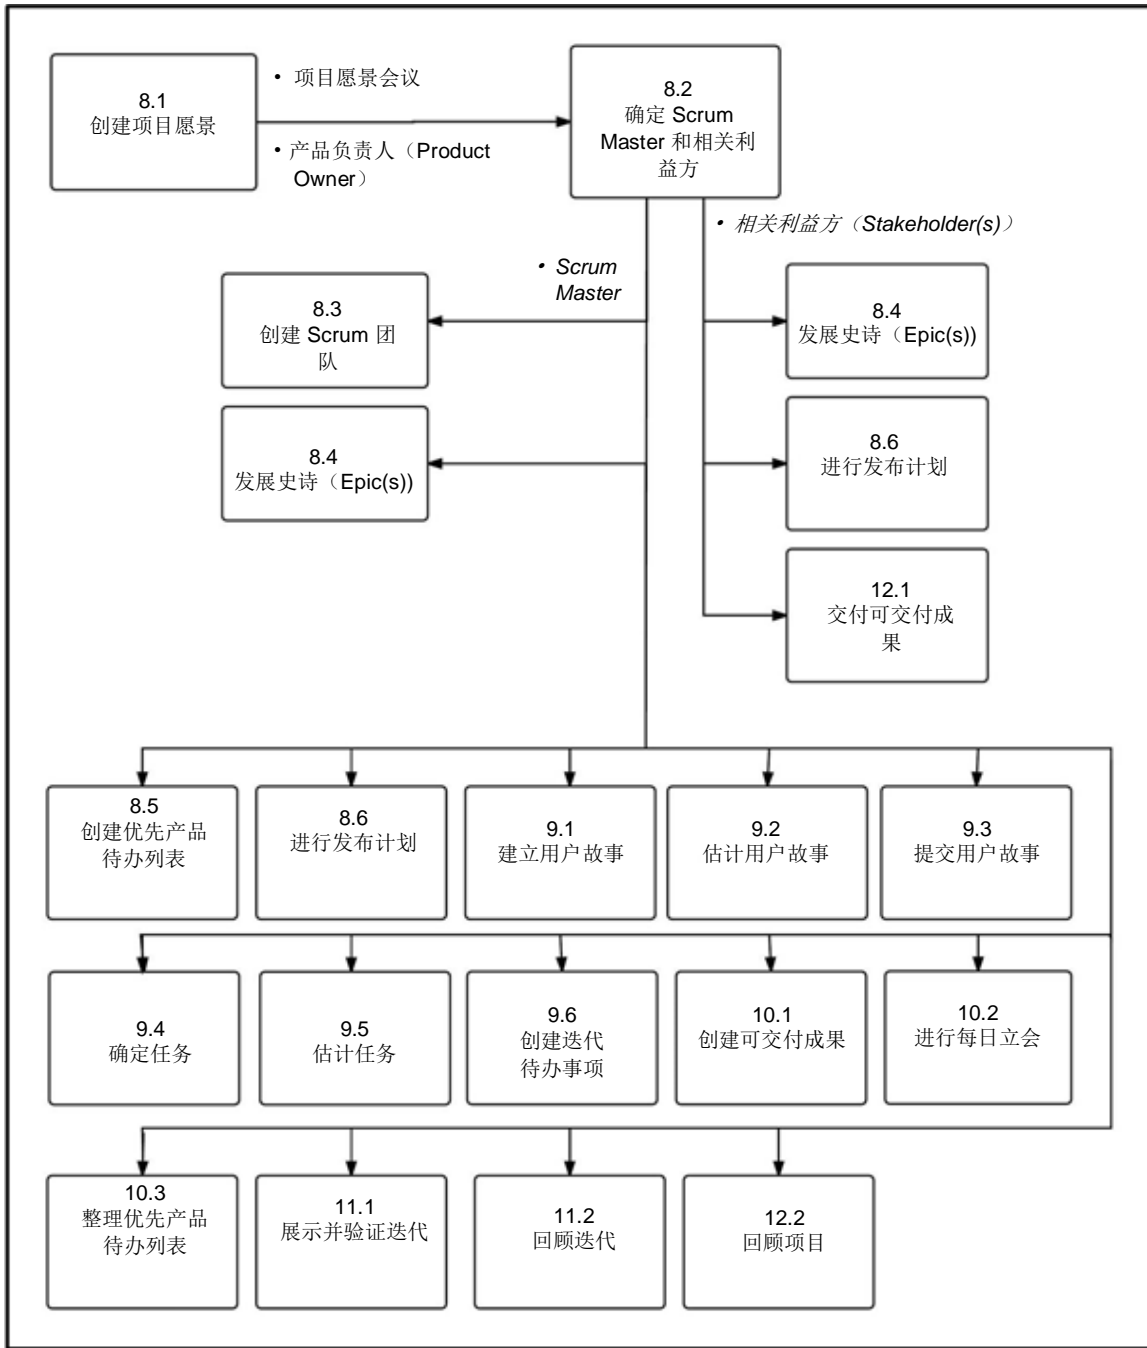 8.1
创建项目愿景
• 项目愿景会议
• 产品负责人（Product
Owner）
8.2
确定 Scrum
Master 和相关利
益方
• 相关利益方（Stakeholder(s)）
• Scrum
Master
8.3
创建 Scrum 团
队
8.4
发展史诗（Epic(s))
8.4
发展史诗（Epic(s))
8.6
进行发布计划
12.1
交付可交付成
果
8.5
创建优先产品
待办列表
8.6
进行发布计划
9.1
建立用户故事
9.2
估计用户故事
9.3
提交用户故事
9.4
确定任务
9.5
估计任务
9.6
创建迭代
待办事项
10.1
创建可交付成果
10.2
进行每日立会
10.3
整理优先产品
待办列表
11.1
展示并验证迭代
11.2
回顾迭代
12.2
回顾项目